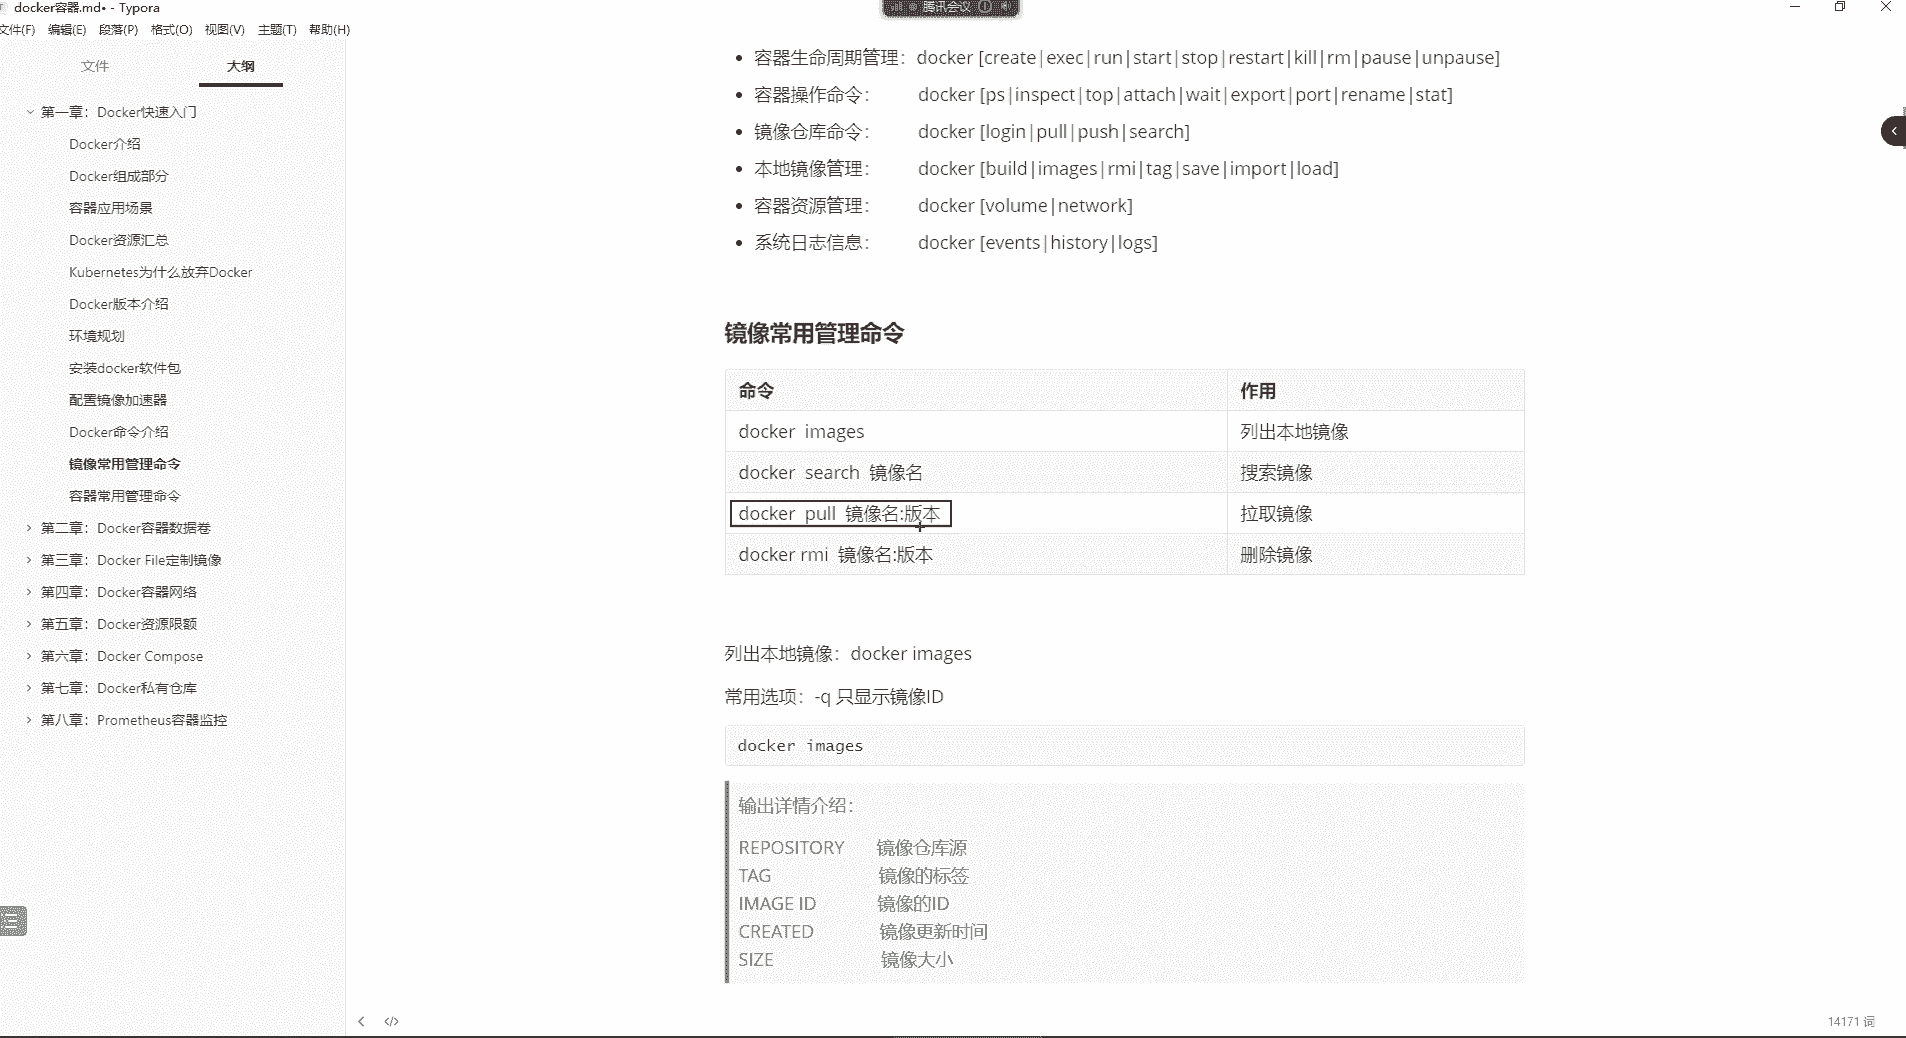 docker容器.md• - Typora
腾讯会议
文件(F) 编辑(E) 段落(P) 格式(O) 视图(V) 主题(T) 帮助(H)
文件 大纲
第一章：Docker快速入门
Docker介绍
Docker组成部分
容器应用场景
Docker资源汇总
Kubernetes为什么放弃Docker
Docker版本介绍
环境规划
安装docker软件包
配置镜像加速器
Docker命令介绍
镜像常用管理命令
容器常用管理命令
第二章：Docker容器数据卷
第三章：Docker File定制镜像
第四章：Docker容器网络
第五章：Docker资源限额
第六章：Docker Compose
第七章：Docker私有仓库
第八章：Prometheus容器监控
• 容器生命周期管理：docker [create|exec|run|start|stop|restart|kill|rm|pause|unpause]
• 容器操作命令： docker [ps|inspect|top|attach|wait|export|port|rename|stat]
• 镜像仓库命令： docker [login|pull|push|search]
• 本地镜像管理： docker [build|images|rmi|tag|save|import|load]
• 容器资源管理： docker [volume|network]
• 系统日志信息： docker [events|history|logs]
镜像常用管理命令
命令 作用
docker images 列出本地镜像
docker search 镜像名 搜索镜像
docker pull 镜像名:版本 拉取镜像
docker rmi 镜像名:版本 删除镜像
列出本地镜像：docker images
常用选项：-q 只显示镜像ID
docker images
输出详情介绍：
REPOSITORY 镜像仓库源
TAG 镜像的标签
IMAGE ID 镜像的ID
CREATED 镜像更新时间
SIZE 镜像大小
14171 词